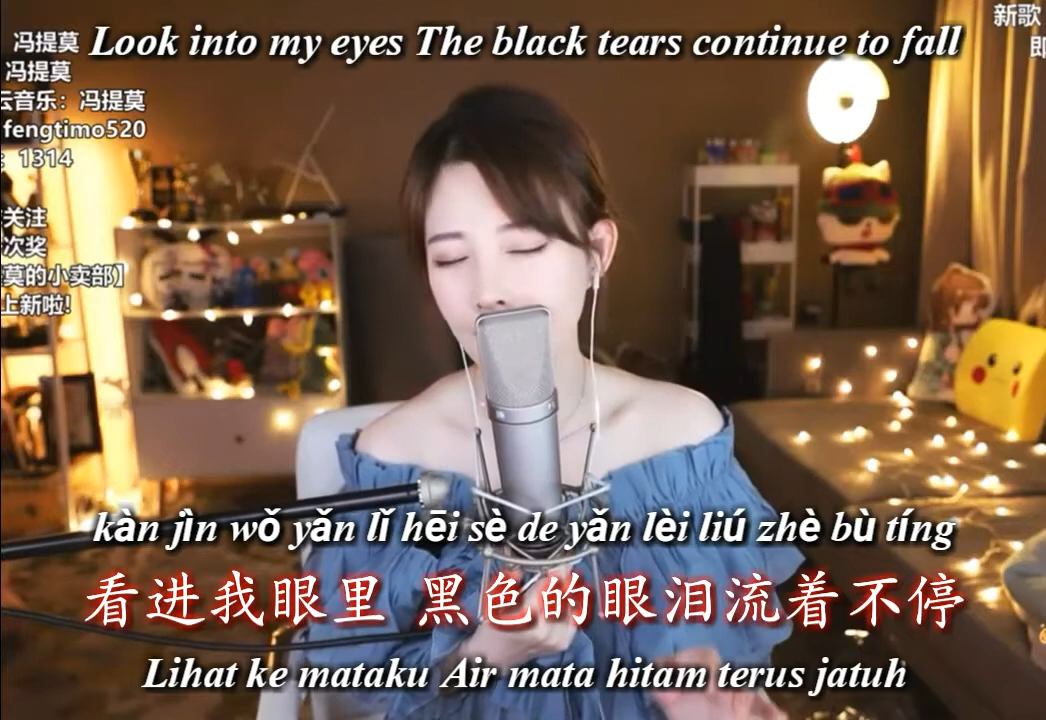 新歌
即
冯提莫
Look into my eyes The black tears continue to fall
冯提莫
云音乐：冯提莫
fengtimo520
：1314
关注
次奖
莫的小卖部】
上新啦!
kàn jìn wǒ yǎn lǐ hēi sè de yǎn lèi liú zhè bù tíng
看进我眼里 黑色的眼泪流着不停
Lihat ke mataku Air mata hitam terus jatuh